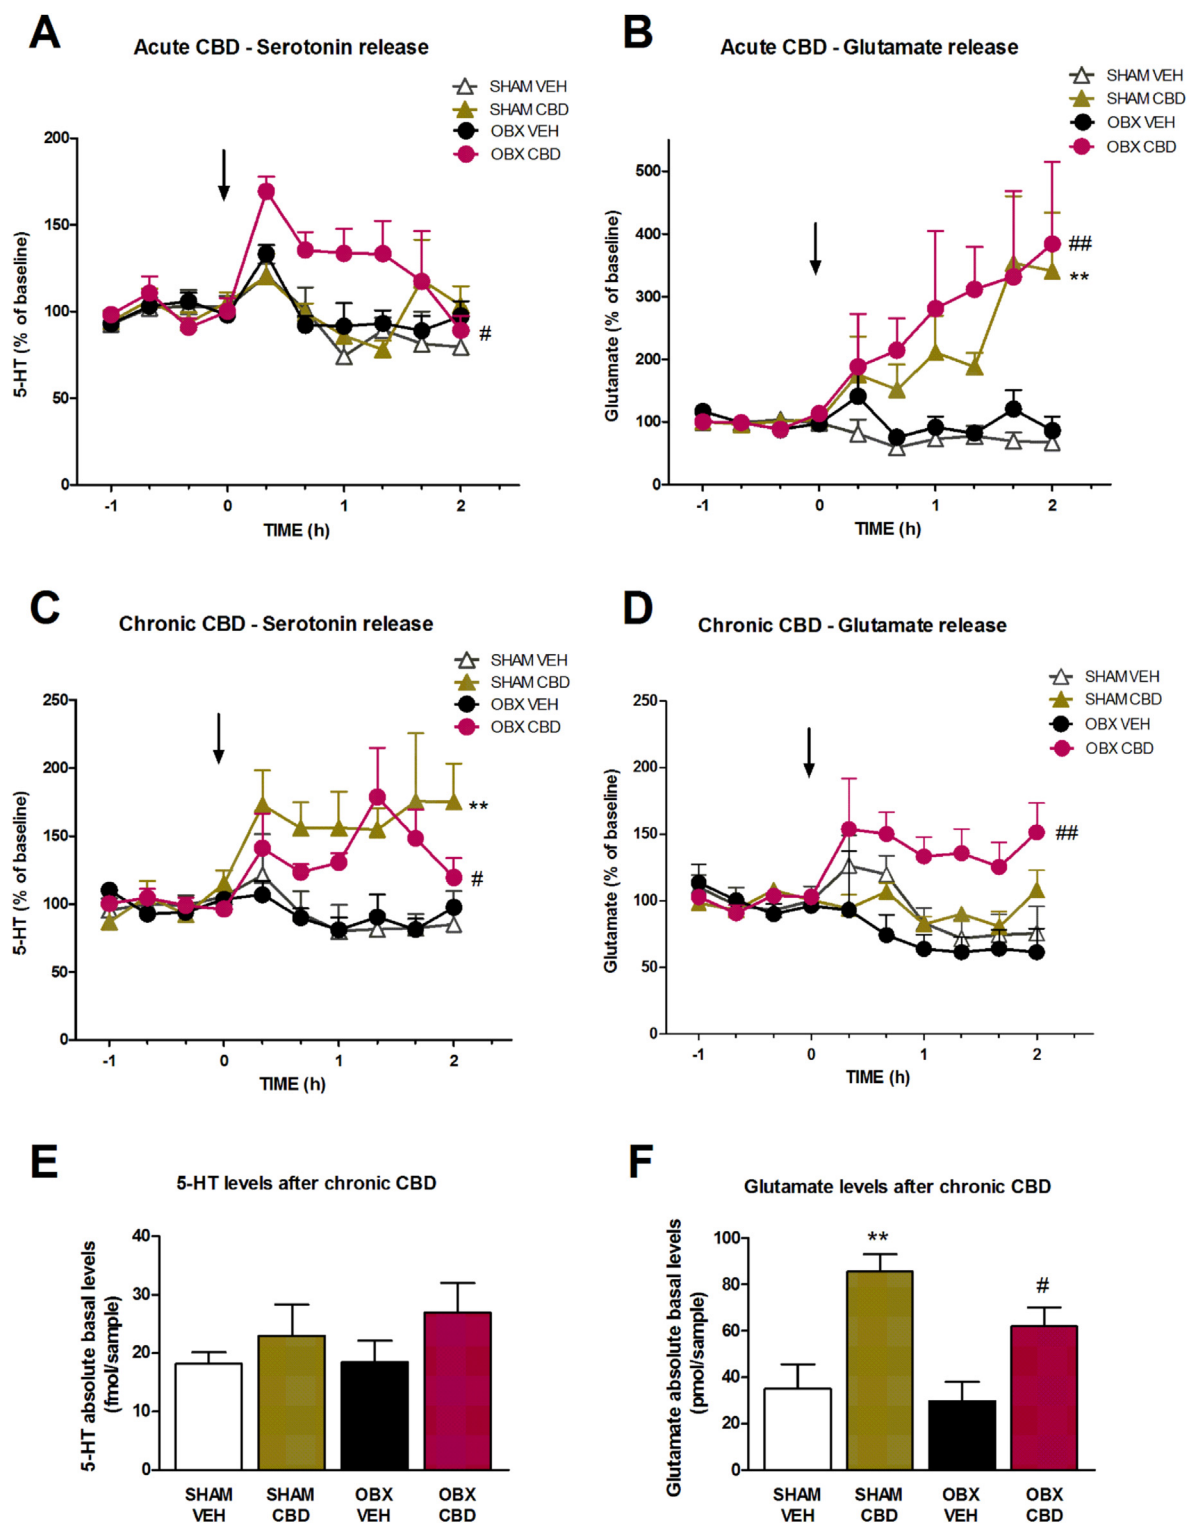 A
Acute CBD - Serotonin release
SHAM VEH
SHAM CBD
OBX VEH
OBX CBD
5-HT (% of baseline)
200
150
100
50
0
#
-1 0 1 2
TIME (h)
B
Acute CBD - Glutamate release
SHAM VEH
SHAM CBD
OBX VEH
OBX CBD
Glutamate (% of baseline)
500
400
300
200
100
0
##
**
-1 0 1 2
TIME (h)
C
Chronic CBD - Serotonin release
SHAM VEH
SHAM CBD
OBX VEH
OBX CBD
5-HT (% of baseline)
250
200
150
100
50
0
**
#
-1 0 1 2
TIME (h)
D
Chronic CBD - Glutamate release
SHAM VEH
SHAM CBD
OBX VEH
OBX CBD
Glutamate (% of baseline)
250
200
150
100
50
0
##
-1 0 1 2
TIME (h)
E
5-HT levels after chronic CBD
5-HT absolute basal levels
(fmol/sample)
40
30
20
10
0
SHAM VEH
SHAM CBD
OBX VEH
OBX CBD
F
Glutamate levels after chronic CBD
Glutamate absolute basal levels
(pmol/sample)
100
80
60
40
20
0
**
#
SHAM VEH
SHAM CBD
OBX VEH
OBX CBD